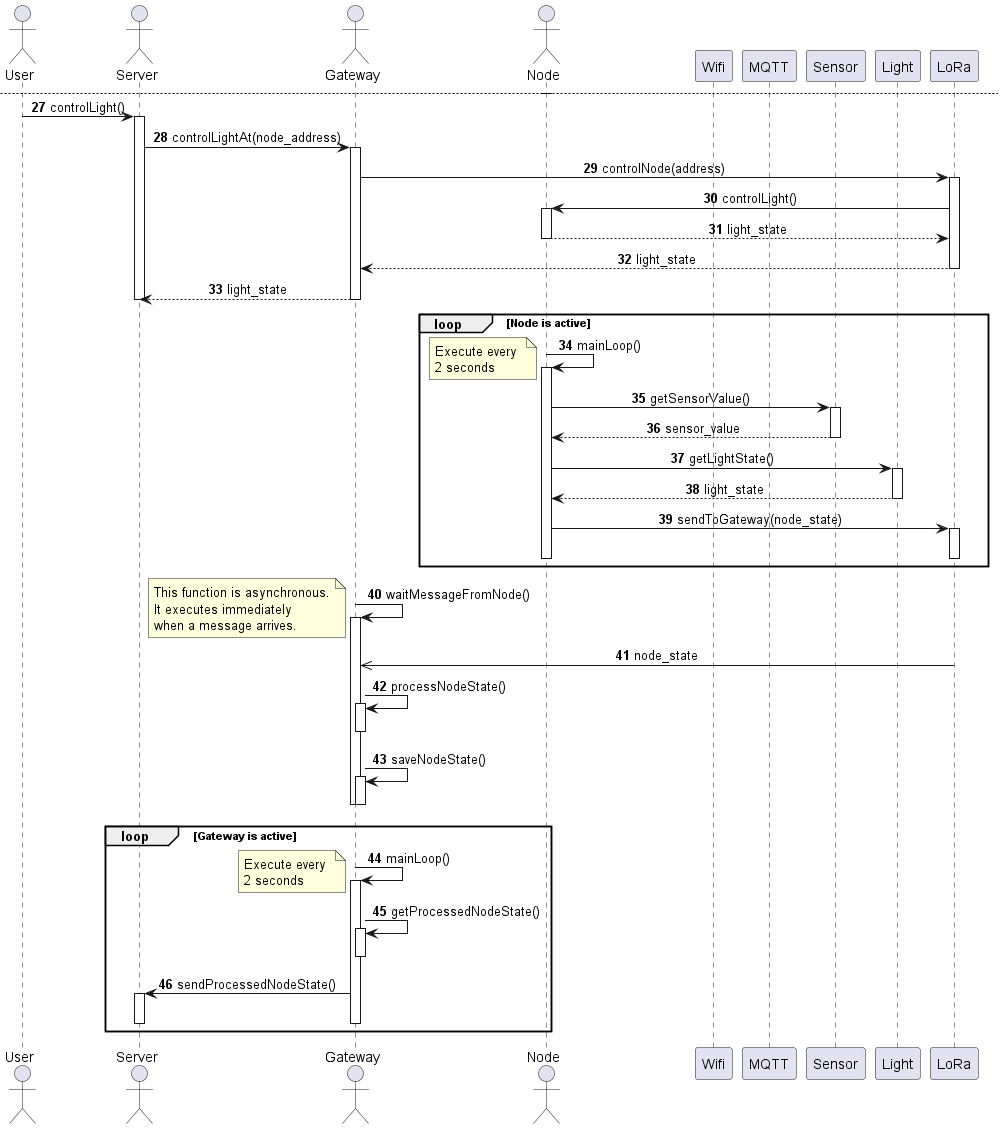 User Server Gateway Node Wifi MQTT Sensor Light LoRa
27 controlLight()
28 controlLightAt(node_address)
29 controlNode(address)
30 controlLight()
31 light_state
32 light_state
33 light_state
loop [Node is active]
Execute every
2 seconds
34 mainLoop()
35 getSensorValue()
36 sensor_value
37 getLightState()
38 light_state
39 sendToGateway(node_state)
This function is asynchronous.
It executes immediately
when a message arrives.
40 waitMessageFromNode()
41 node_state
42 processNodeState()
43 saveNodeState()
loop [Gateway is active]
Execute every
2 seconds
44 mainLoop()
45 getProcessedNodeState()
46 sendProcessedNodeState()
User Server Gateway Node Wifi MQTT Sensor Light LoRa